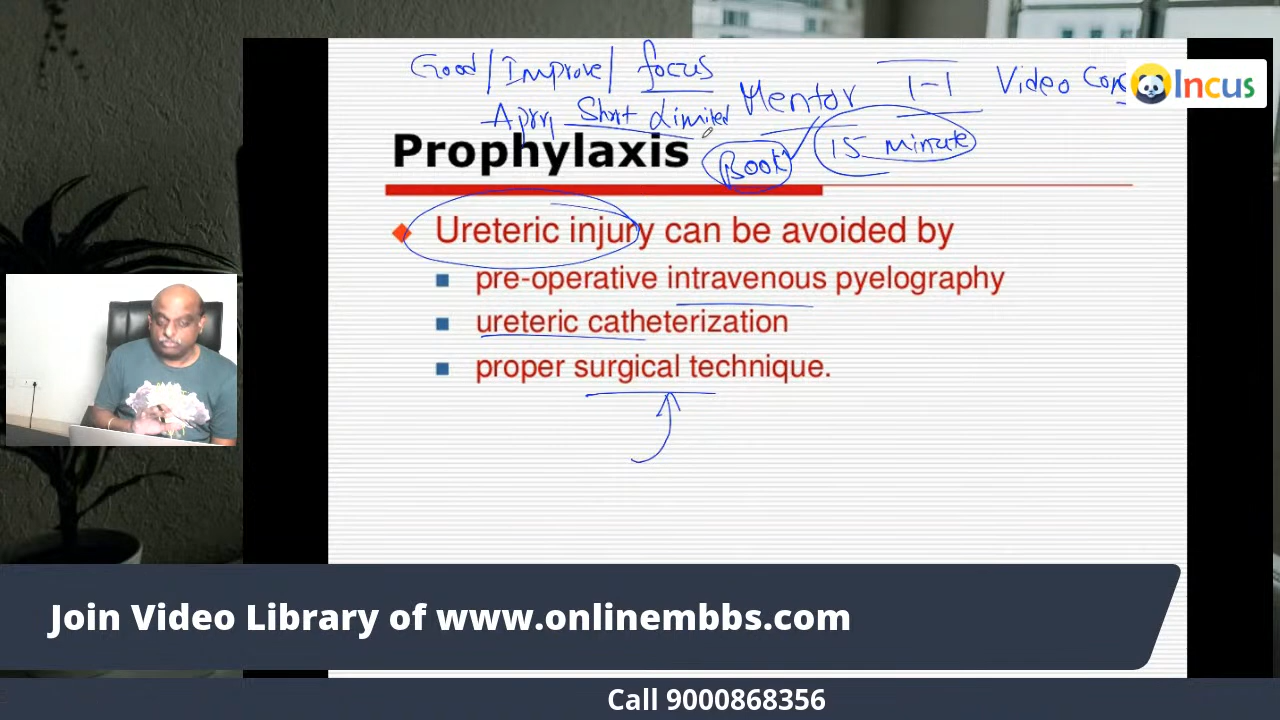 Good / Improve / focus
Mentor 1-1 Video Con
Incus
Short Limited
Prophylaxis
Book 15 minute
Ureteric injury can be avoided by
pre-operative intravenous pyelography
ureteric catheterization
proper surgical technique.
Join Video Library of www.onlinembbs.com
Call 9000868356